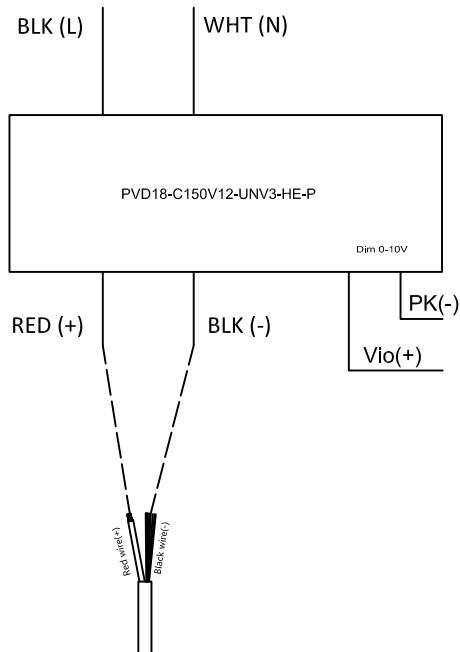 BLK (L)
WHT (N)
PVD18-C150V12-UNV3-HE-P
Dim 0-10V
PK(-)
RED (+)
BLK (-)
Vio(+)
Red wire(+)
Black wire(-)